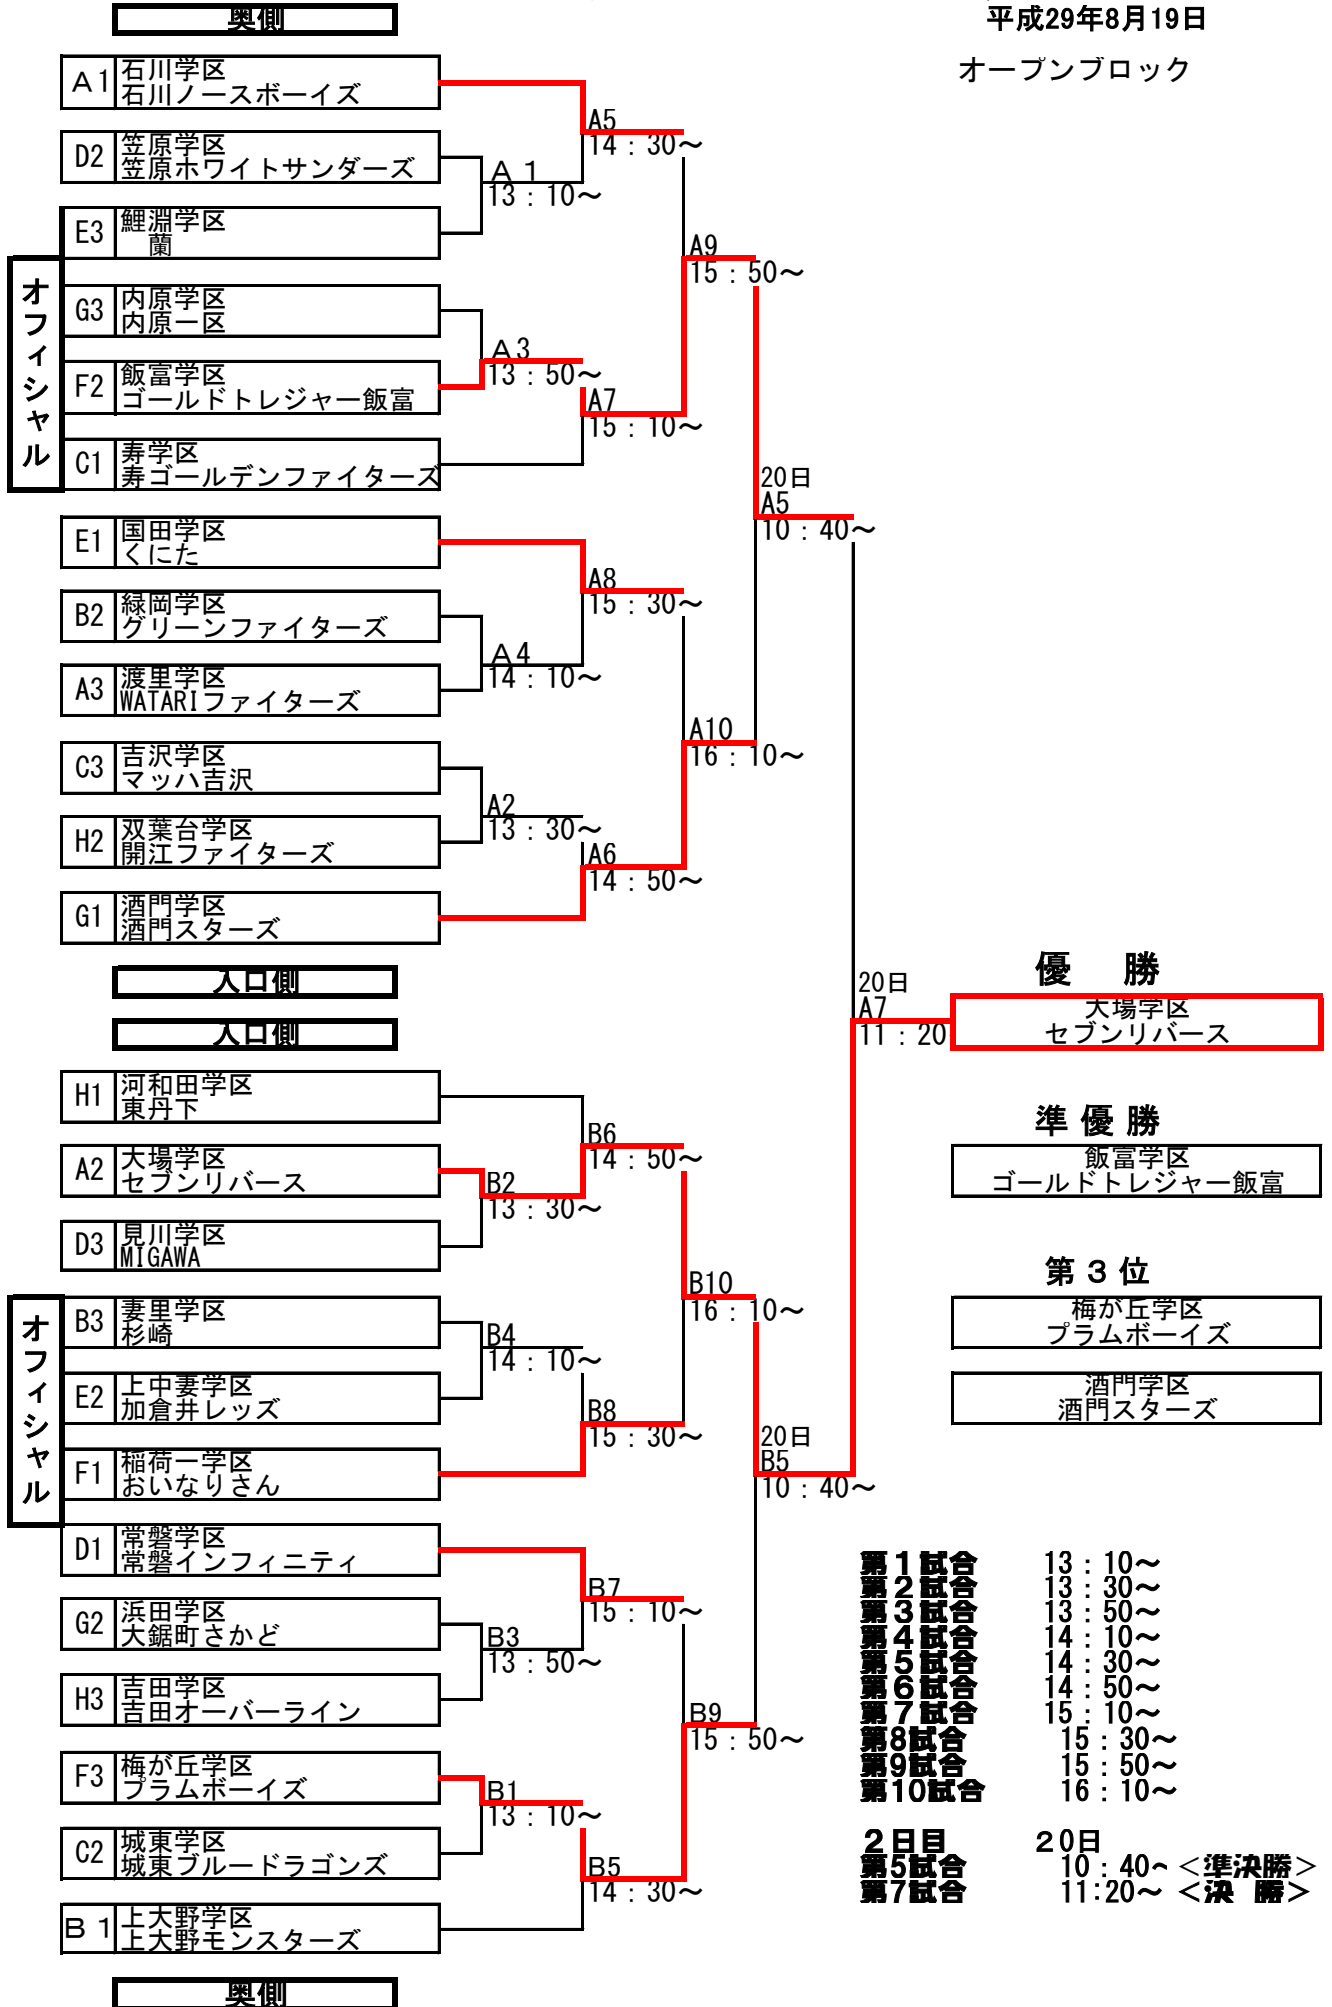 奥側
平成29年8月19日
オープンブロック
A1 石川学区
石川ノースボーイズ
A5
14：30～
D2 笠原学区
笠原ホワイトサンダーズ
A1
13：10～
E3 鯉淵学区
蘭
A9
15：50～
オフィシャル
G3 内原学区
内原一区
A3
13：50～
F2 飯富学区
ゴールドトレジャー飯富
A7
15：10～
C1 寿学区
寿ゴールデンファイターズ
20日
A5
10：40～
E1 国田学区
くにた
A8
15：30～
B2 緑岡学区
グリーンファイターズ
A4
14：10～
A3 渡里学区
WATARIファイターズ
A10
16：10～
C3 吉沢学区
マッハ吉沢
A2
13：30～
H2 双葉台学区
開江ファイターズ
A6
14：50～
G1 酒門学区
酒門スターズ
入口側
入口側
20日
A7
11：20
優 勝
大場学区
セブンリバース
H1 河和田学区
東丹下
B6
14：50～
A2 大場学区
セブンリバース
B2
13：30～
D3 見川学区
MIGAWA
準優勝
飯富学区
ゴールドトレジャー飯富
B10
16：10～
第３位
梅が丘学区
プラムボーイズ
酒門学区
酒門スターズ
オフィシャル
B3 妻里学区
杉崎
B4
14：10～
E2 上中妻学区
加倉井レッズ
B8
15：30～
F1 稲荷一学区
おいなりさん
20日
B5
10：40～
D1 常磐学区
常磐インフィニティ
B7
15：10～
G2 浜田学区
大鋸町さかど
B3
13：50～
H3 吉田学区
吉田オーバーライン
B9
15：50～
F3 梅が丘学区
プラムボーイズ
B1
13：10～
C2 城東学区
城東ブルードラゴンズ
B5
14：30～
B1 上大野学区
上大野モンスターズ
第１試合 13：10～
第２試合 13：30～
第３試合 13：50～
第４試合 14：10～
第５試合 14：30～
第６試合 14：50～
第７試合 15：10～
第8試合 15：30～
第9試合 15：50～
第10試合 16：10～
２日目 ２0日
第5試合 10：40～＜準決勝＞
第7試合 11:20～＜決 勝＞
奥側